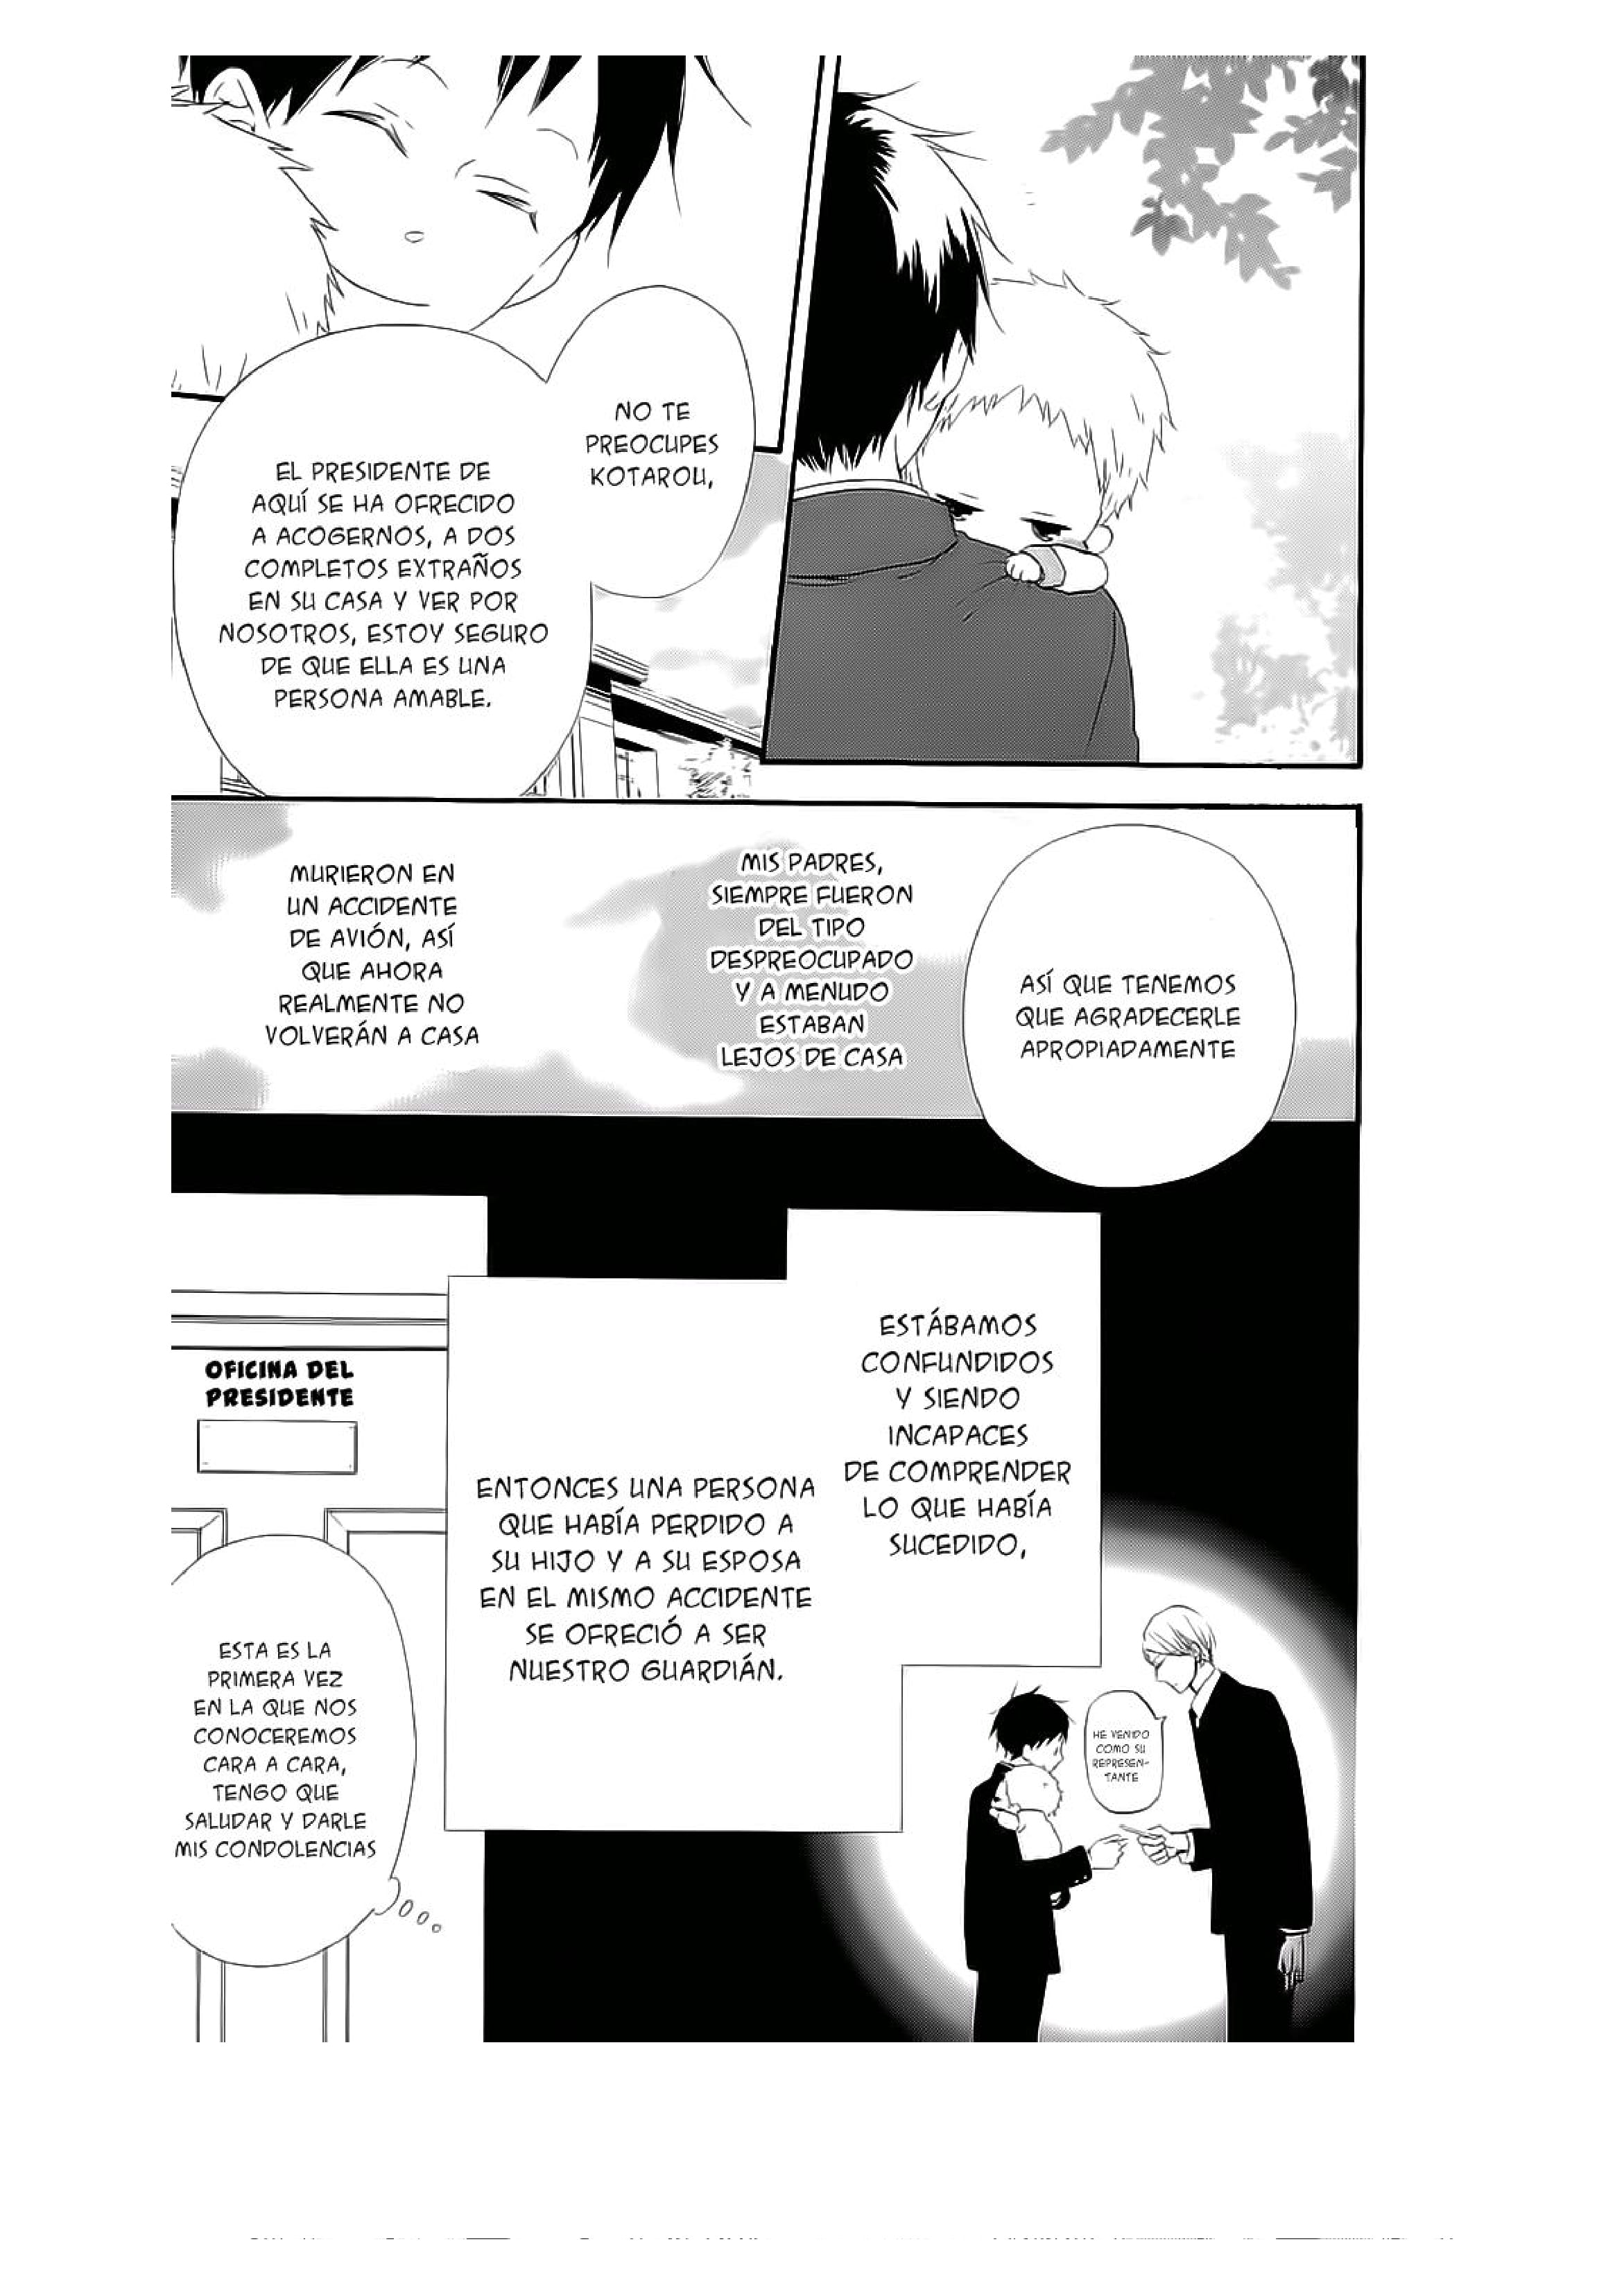 NO TE
PREOCUPES
KOTAROU,
EL PRESIDENTE DE
AQUÍ SE HA OFRECIDO
A ACOGERNOS, A DOS
COMPLETOS EXTRAÑOS
EN SU CASA Y VER POR
NOSOTROS, ESTOY SEGURO
DE QUE ELLA ES UNA
PERSONA AMABLE.
ASÍ QUE TENEMOS
QUE AGRADECERLE
APROPIADAMENTE
MIS PADRES,
SIEMPRE FUERON
DEL TIPO
DESPREOCUPADO
Y A MENUDO
ESTABAN
LEJOS DE CASA
MURIERON EN
UN ACCIDENTE
DE AVIÓN, ASÍ
QUE AHORA
REALMENTE NO
VOLVERÁN A CASA
ESTÁBAMOS
CONFUNDIDOS
Y SIENDO
INCAPACES
DE COMPRENDER
LO QUE HABÍA
SUCEDIDO,
ENTONCES UNA PERSONA
QUE HABÍA PERDIDO A
SU HIJO Y A SU ESPOSA
EN EL MISMO ACCIDENTE
SE OFRECIÓ A SER
NUESTRO GUARDIÁN.
HE VENIDO
COMO SU
REPRESEN-
TANTE
OFICINA DEL
PRESIDENTE
ESTA ES LA
PRIMERA VEZ
EN LA QUE NOS
CONOCEREMOS
CARA A CARA,
TENGO QUE
SALUDAR Y DARLE
MIS CONDOLENCIAS